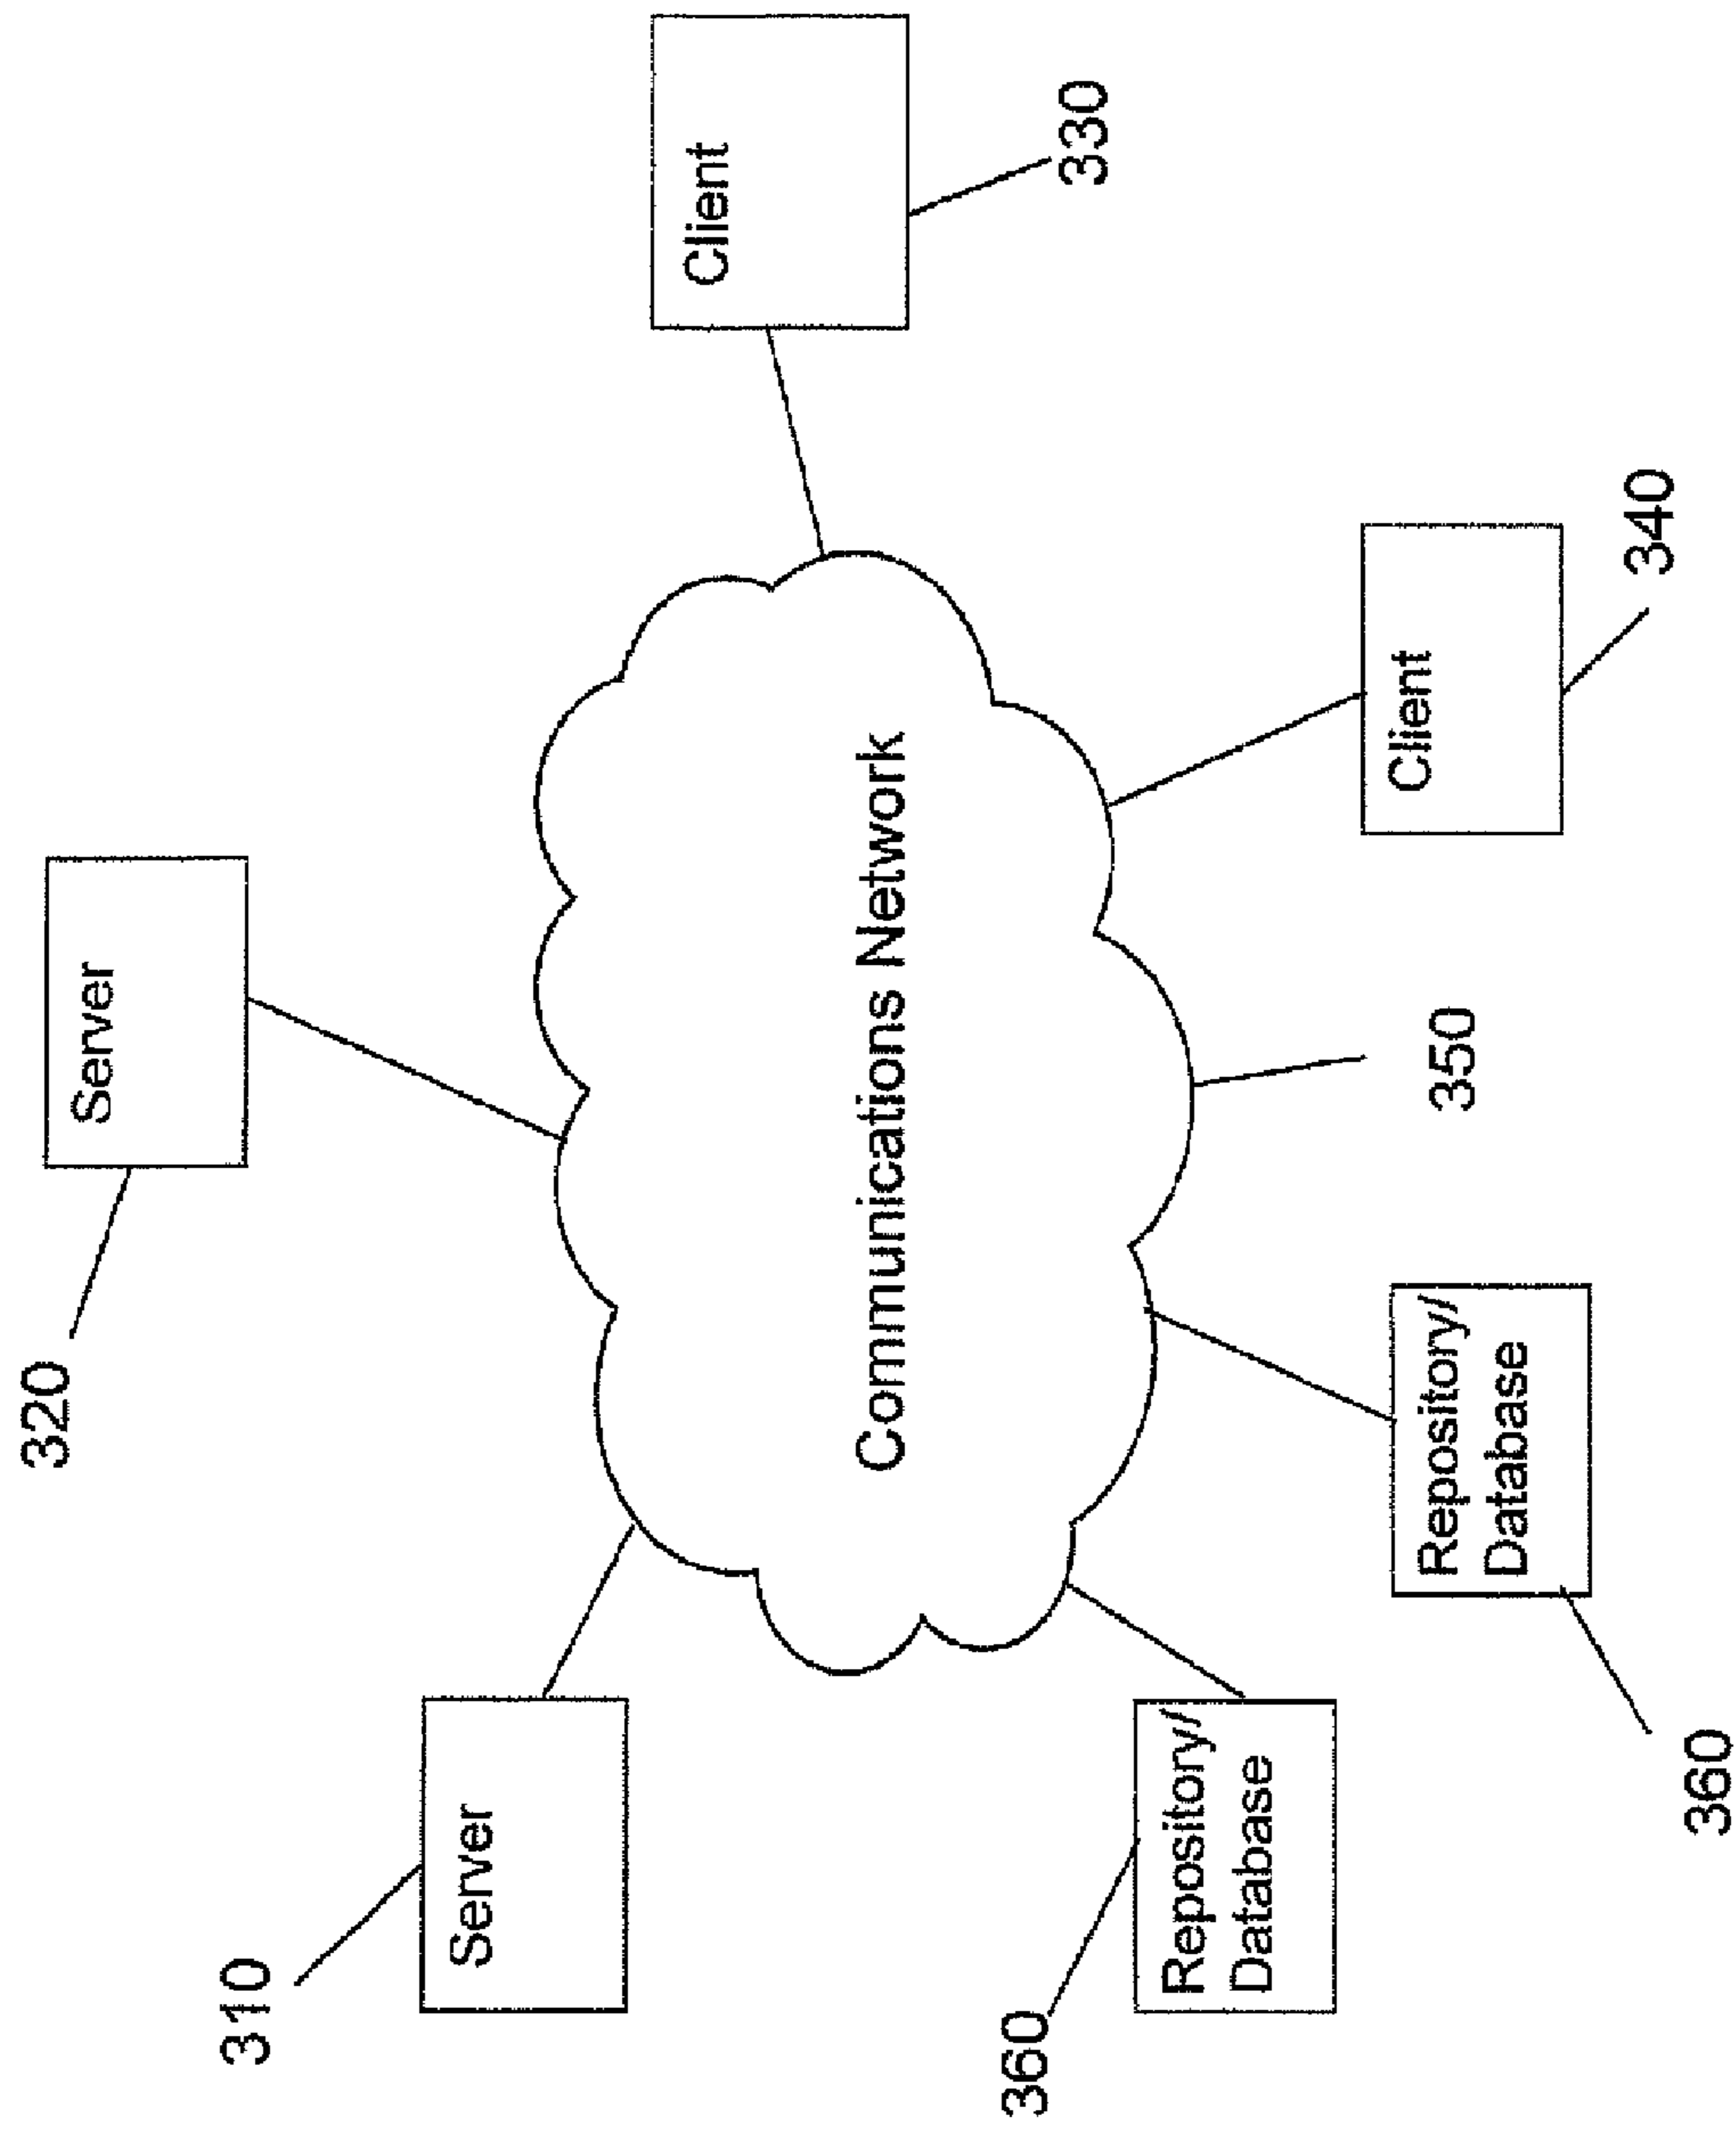 320
Server
310
Server
Client
330
Communications Network
360
Repository/
Database
Repository/
Database
360
350
Client
340